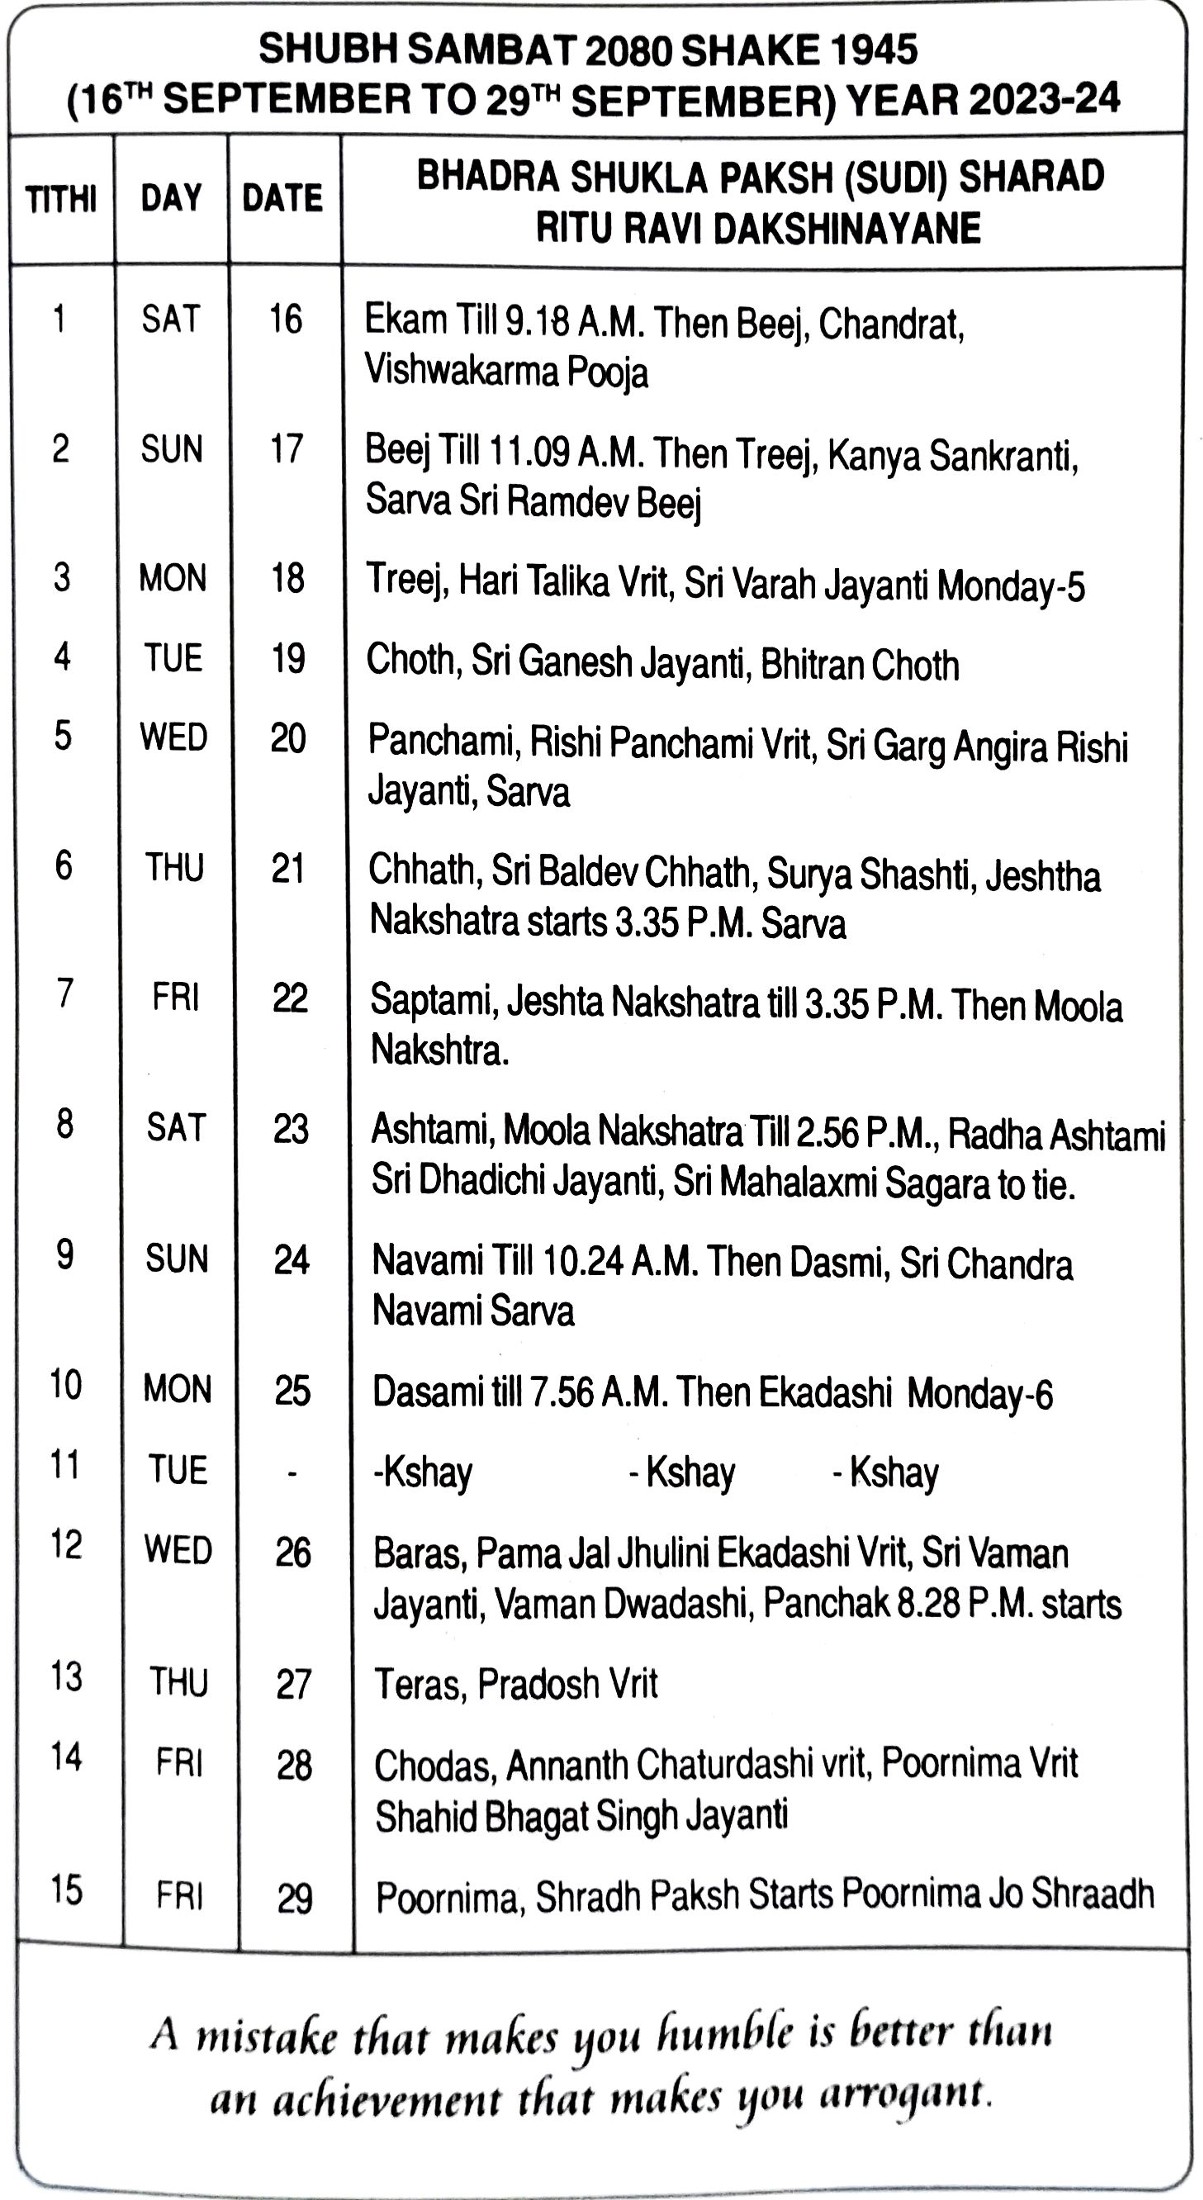 SHUBH SAMBAT 2080 SHAKE 1945
(16TH SEPTEMBER TO 29TH SEPTEMBER) YEAR 2023-24
TITHI DAY DATE BHADRA SHUKLA PAKSH (SUDI) SHARAD
RITU RAVI DAKSHINAYANE
1 SAT 16 Ekam Till 9.18 A.M. Then Beej, Chandrat,
Vishwakarma Pooja
2 SUN 17 Beej Till 11.09 A.M. Then Treej, Kanya Sankranti,
Sarva Sri Ramdev Beej
3 MON 18 Treej, Hari Talika Vrit, Sri Varah Jayanti Monday-5
4 TUE 19 Choth, Sri Ganesh Jayanti, Bhitran Choth
5 WED 20 Panchami, Rishi Panchami Vrit, Sri Garg Angira Rishi
Jayanti, Sarva
6 THU 21 Chhath, Sri Baldev Chhath, Surya Shashti, Jeshtha
Nakshatra starts 3.35 P.M. Sarva
7 FRI 22 Saptami, Jeshta Nakshatra till 3.35 P.M. Then Moola
Nakshtra.
8 SAT 23 Ashtami, Moola Nakshatra Till 2.56 P.M., Radha Ashtami
Sri Dhadichi Jayanti, Sri Mahalaxmi Sagara to tie.
9 SUN 24 Navami Till 10.24 A.M. Then Dasmi, Sri Chandra
Navami Sarva
10 MON 25 Dasami till 7.56 A.M. Then Ekadashi Monday-6
11 TUE - -Kshay - Kshay - Kshay
12 WED 26 Baras, Pama Jal Jhulini Ekadashi Vrit, Sri Vaman
Jayanti, Vaman Dwadashi, Panchak 8.28 P.M. starts
13 THU 27 Teras, Pradosh Vrit
14 FRI 28 Chodas, Annanth Chaturdashi vrit, Poornima Vrit
Shahid Bhagat Singh Jayanti
15 FRI 29 Poornima, Shradh Paksh Starts Poornima Jo Shraadh
A mistake that makes you humble is better than
an achievement that makes you arrogant.